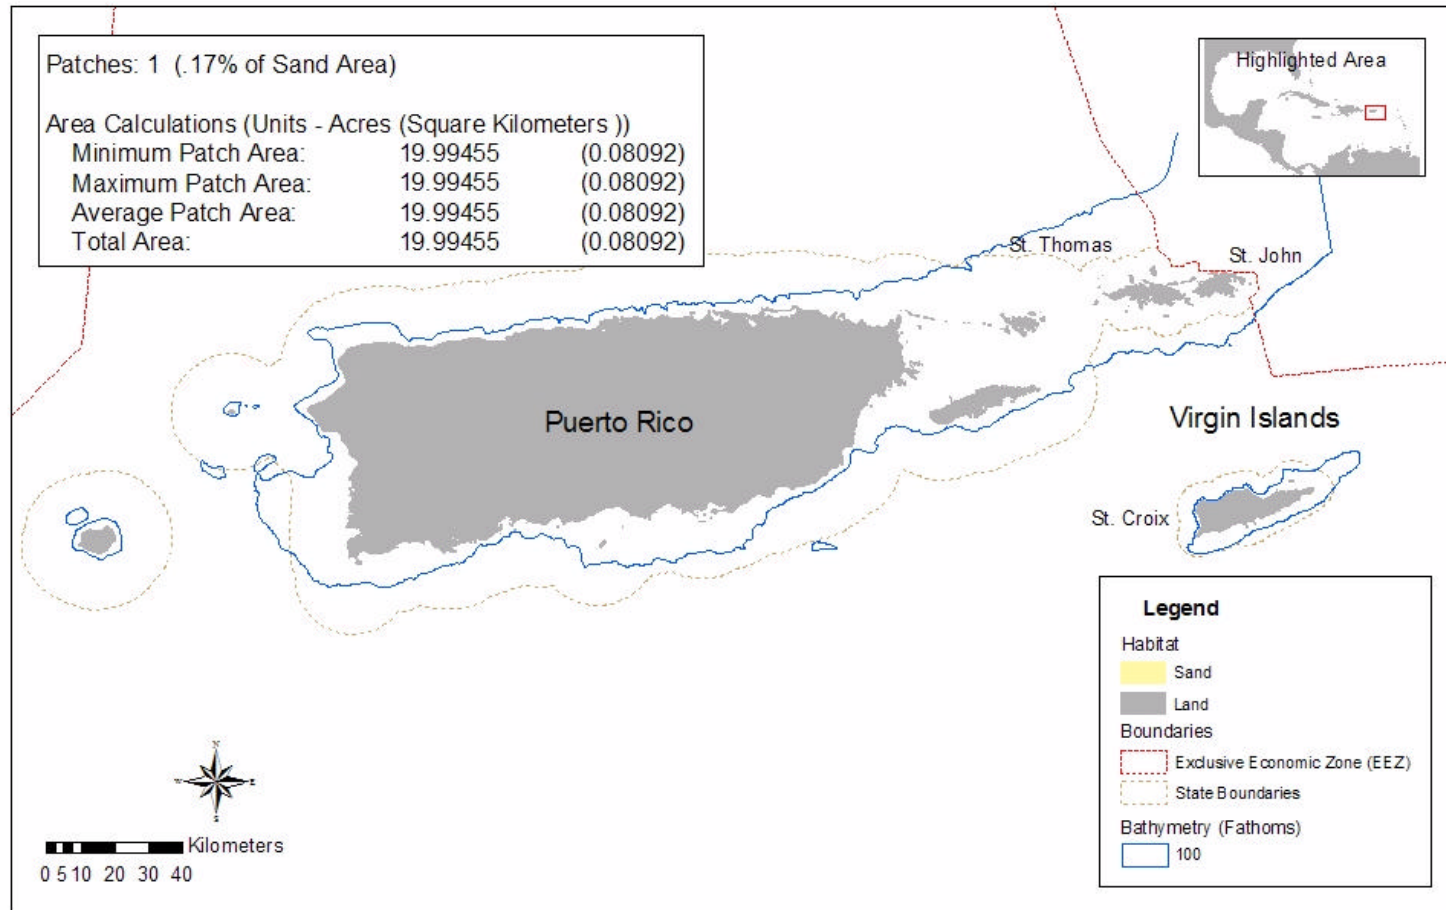 Patches: 1 (.17% of Sand Area)
Area Calculations (Units - Acres (Square Kilometers ))
Minimum Patch Area: 19.99455 (0.08092)
Maximum Patch Area: 19.99455 (0.08092)
Average Patch Area: 19.99455 (0.08092)
Total Area: 19.99455 (0.08092)
Highlighted Area
St. Thomas
St. John
Puerto Rico
Virgin Islands
St. Croix
Legend
Habitat
Sand
Land
Boundaries
Exclusive Economic Zone (EEZ)
State Boundaries
Bathymetry (Fathoms)
100
N
W E
S
Kilometers
0 5 10 20 30 40